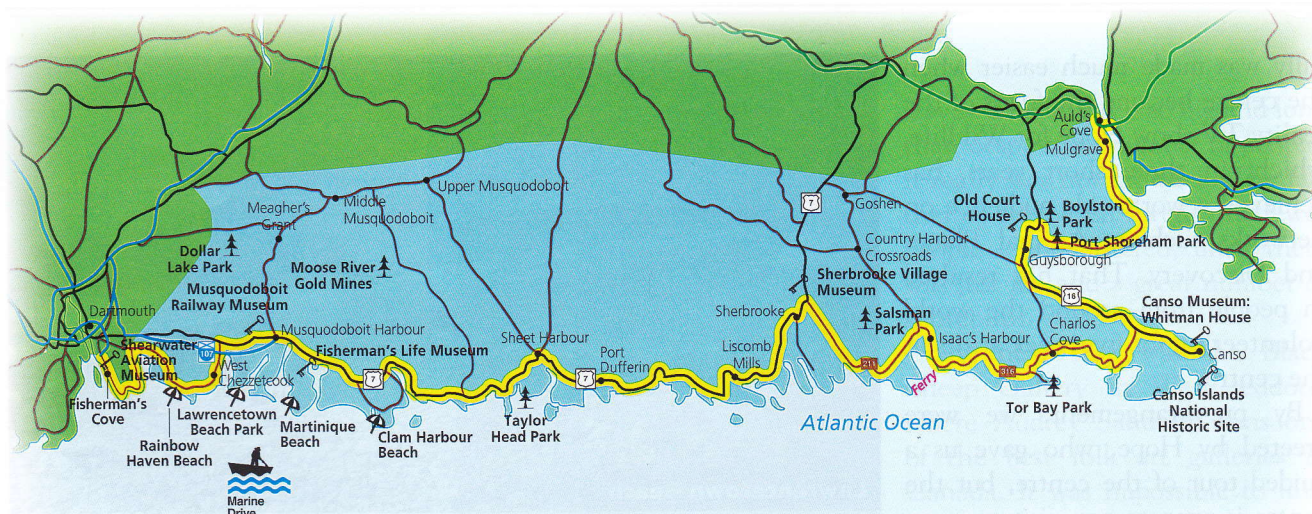 Auld's
Cove
Mulgrave
Upper Musquodoboit
Middle
Musquodoboit
Meagher's
Grant
Dollar
Lake Park
Moose River
Gold Mines
Musquodoboit
Railway Museum
7
Goshen
Old Court
House
Boylston
Park
Port Shoreham Park
Guysborough
Country Harbour
Crossroads
Sherbrooke Village
Museum
16
Canso Museum:
Whitman House
Dartmouth
Shearwater
Aviation
Museum
107
Musquodoboit Harbour
West
Chezzetcook
Fisherman's Life Museum
7
Sheet Harbour
7
Port
Dufferin
Liscomb
Mills
Sherbrooke
Salsman
Park
211
Ferry
Isaac's Harbour
316
Charlos
Cove
Canso
Fisherman's
Cove
Rainbow
Haven Beach
Lawrencetown
Beach Park
Martinique
Beach
Clam Harbour
Beach
Taylor
Head Park
Atlantic Ocean
Tor Bay Park
Canso Islands
National
Historic Site
Marine
Drive